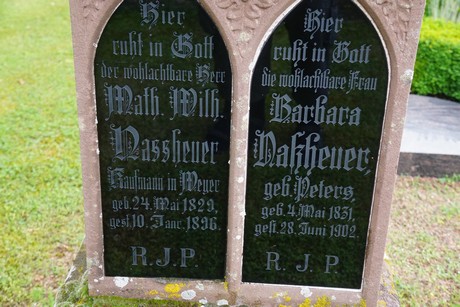 Hier
ruht in Gott
der wohlachtbare Herr
Math. Wilh.
Nassheuer
Kaufmann in Weyer
geb. 24. Mai 1829,
gest. 10. Janr. 1896.
R. J. P.
Hier
ruht in Gott
die wohlachtbare Frau
Barbara
Naßheuer,
geb. Peters,
geb. 4. Mai 1831,
gest. 28. Juni 1902.
R. J. P.